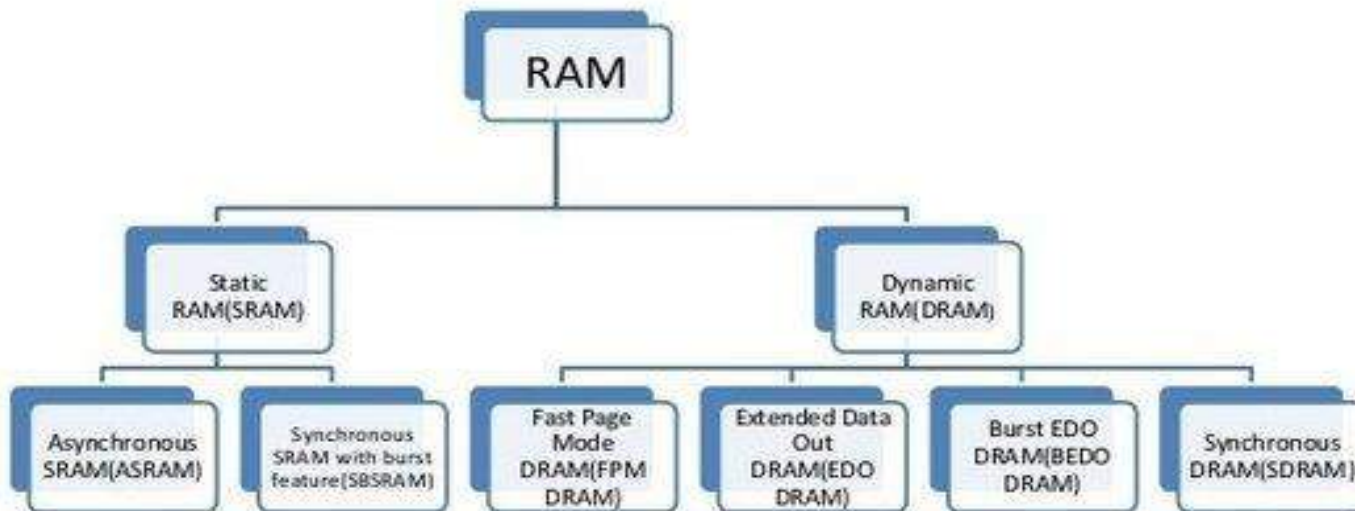 RAM
Static
RAM(SRAM)
Dynamic
RAM(DRAM)
Asynchronous
SRAM(ASRAM)
Synchronous
SRAM with burst
feature(SBSRAM)
Fast Page
Mode
DRAM(FPM
DRAM)
Extended Data
Out
DRAM(EDO
DRAM)
Burst EDO
DRAM(BEDO
DRAM)
Synchronous
DRAM(SDRAM)